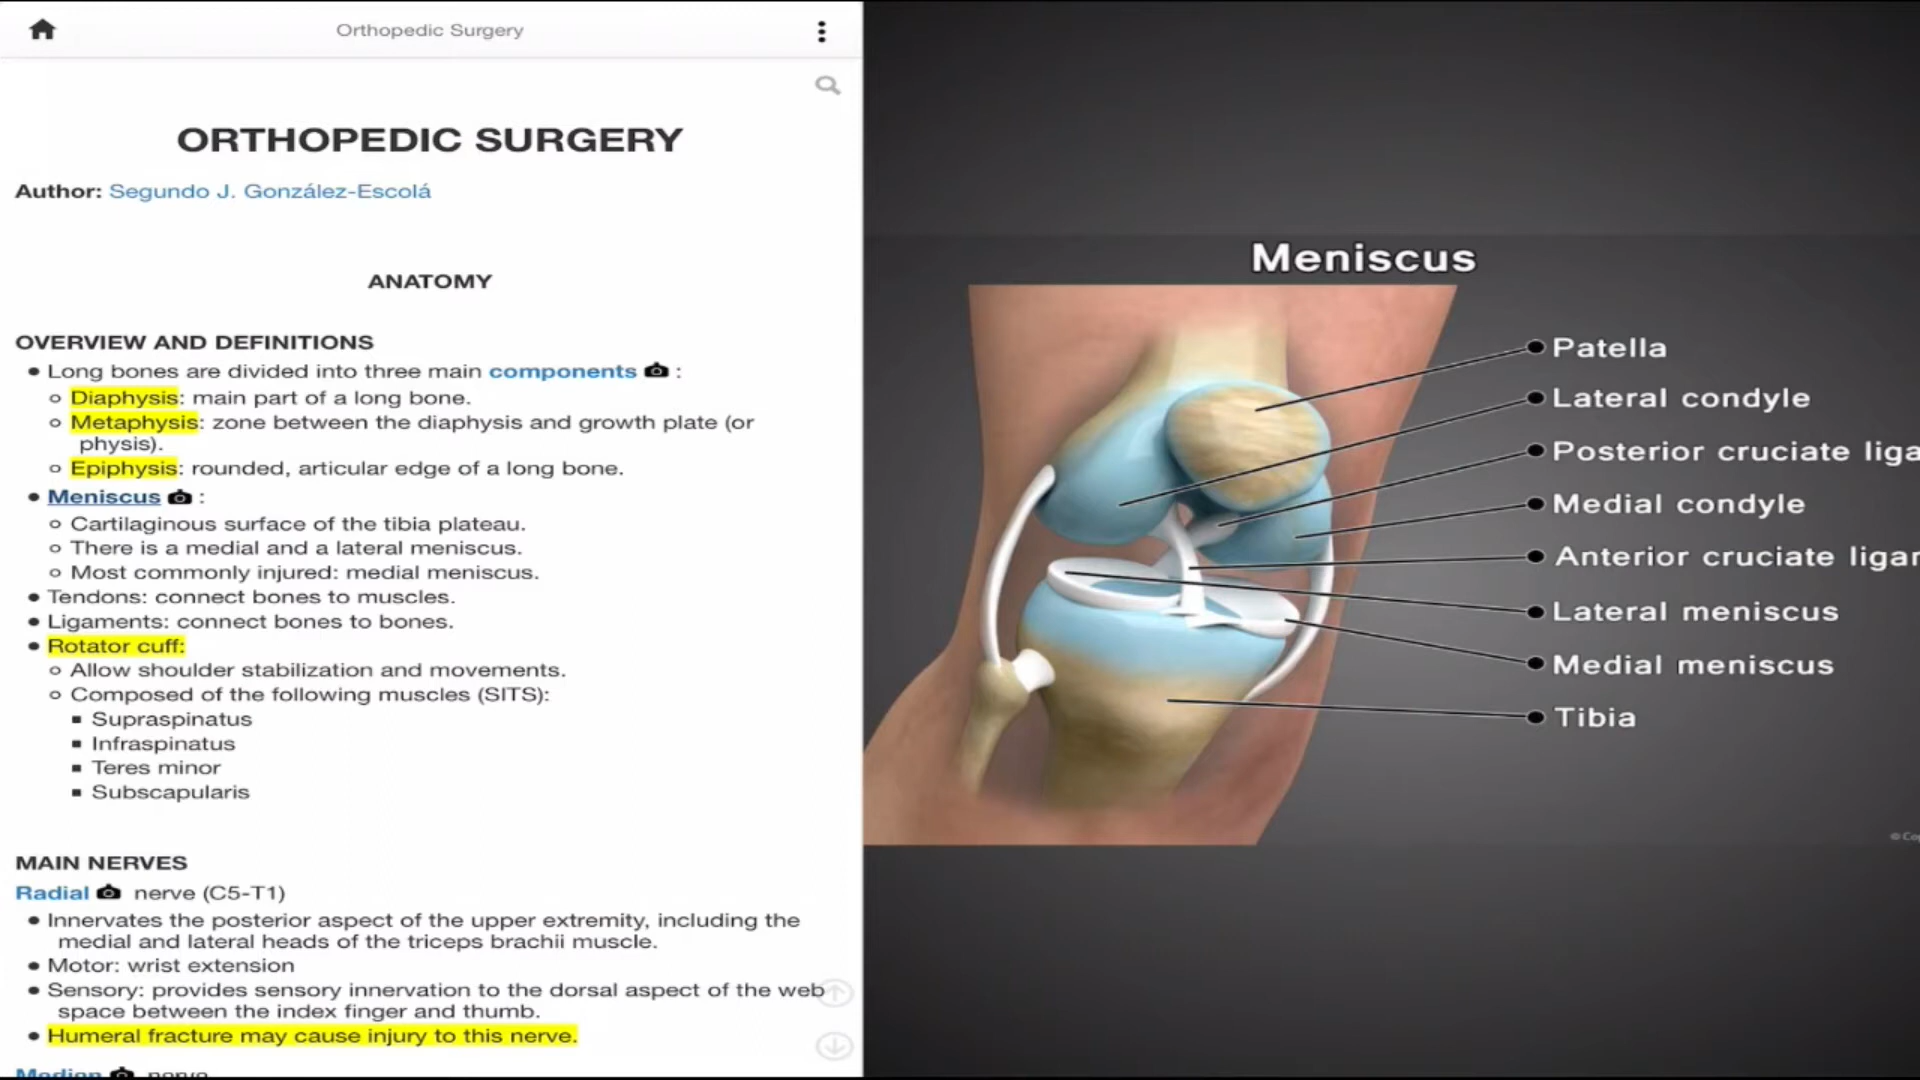 Orthopedic Surgery
ORTHOPEDIC SURGERY
Author: Segundo J. González-Escolá
ANATOMY
OVERVIEW AND DEFINITIONS
• Long bones are divided into three main components :
Diaphysis: main part of a long bone.
Metaphysis: zone between the diaphysis and growth plate (or
physis).
Epiphysis: rounded, articular edge of a long bone.
• Meniscus :
Cartilaginous surface of the tibia plateau.
There is a medial and a lateral meniscus.
Most commonly injured: medial meniscus.
• Tendons: connect bones to muscles.
• Ligaments: connect bones to bones.
• Rotator cuff:
Allow shoulder stabilization and movements.
Composed of the following muscles (SITS):
Supraspinatus
Infraspinatus
Teres minor
Subscapularis
MAIN NERVES
Radial nerve (C5-T1)
• Innervates the posterior aspect of the upper extremity, including the
medial and lateral heads of the triceps brachii muscle.
• Motor: wrist extension
• Sensory: provides sensory innervation to the dorsal aspect of the web
space between the index finger and thumb.
• Humeral fracture may cause injury to this nerve.
Median nerve
Meniscus
Patella
Lateral condyle
Posterior cruciate liga
Medial condyle
Anterior cruciate ligar
Lateral meniscus
Medial meniscus
Tibia